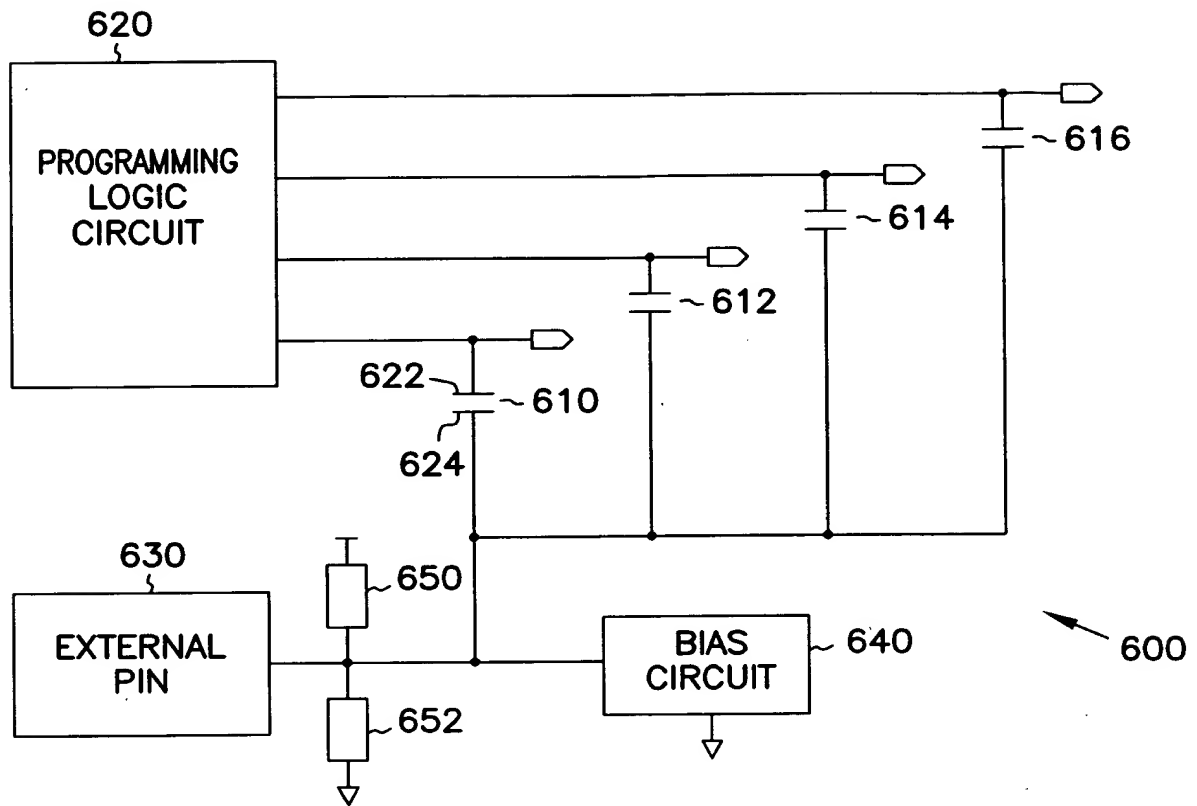 620
PROGRAMMING
LOGIC
CIRCUIT
616
614
612
622
610
624
630
EXTERNAL
PIN
650
652
BIAS
CIRCUIT
640
600